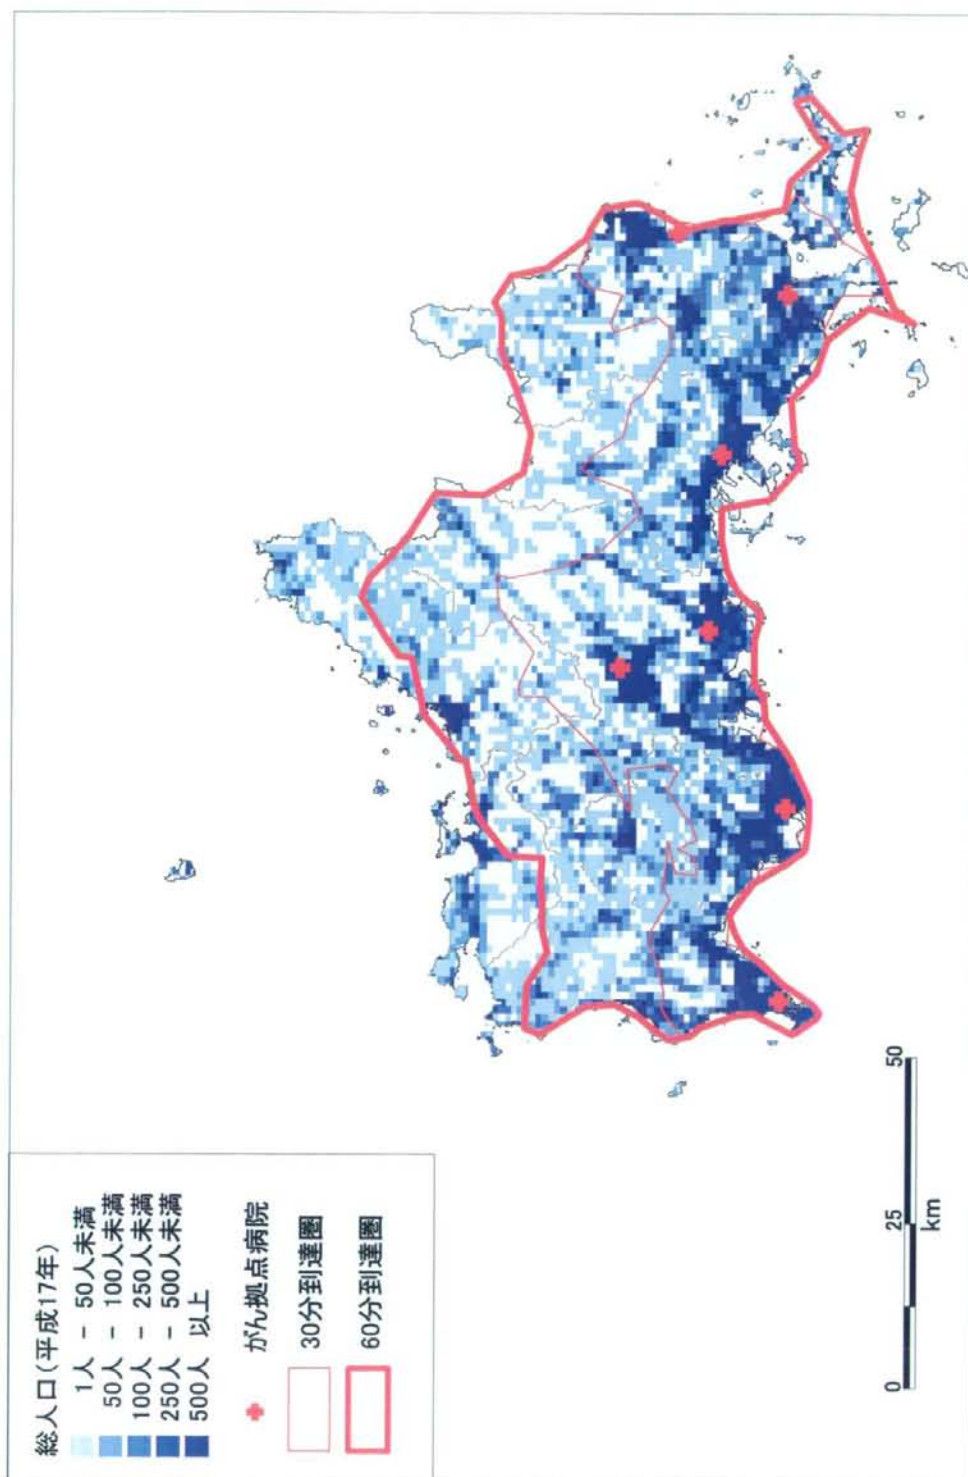 総人口(平成17年)
1人 － 50人未満
50人 － 100人未満
100人 － 250人未満
250人 － 500人未満
500人 以上
がん拠点病院
30分到達圏
60分到達圏
0 25 50
km